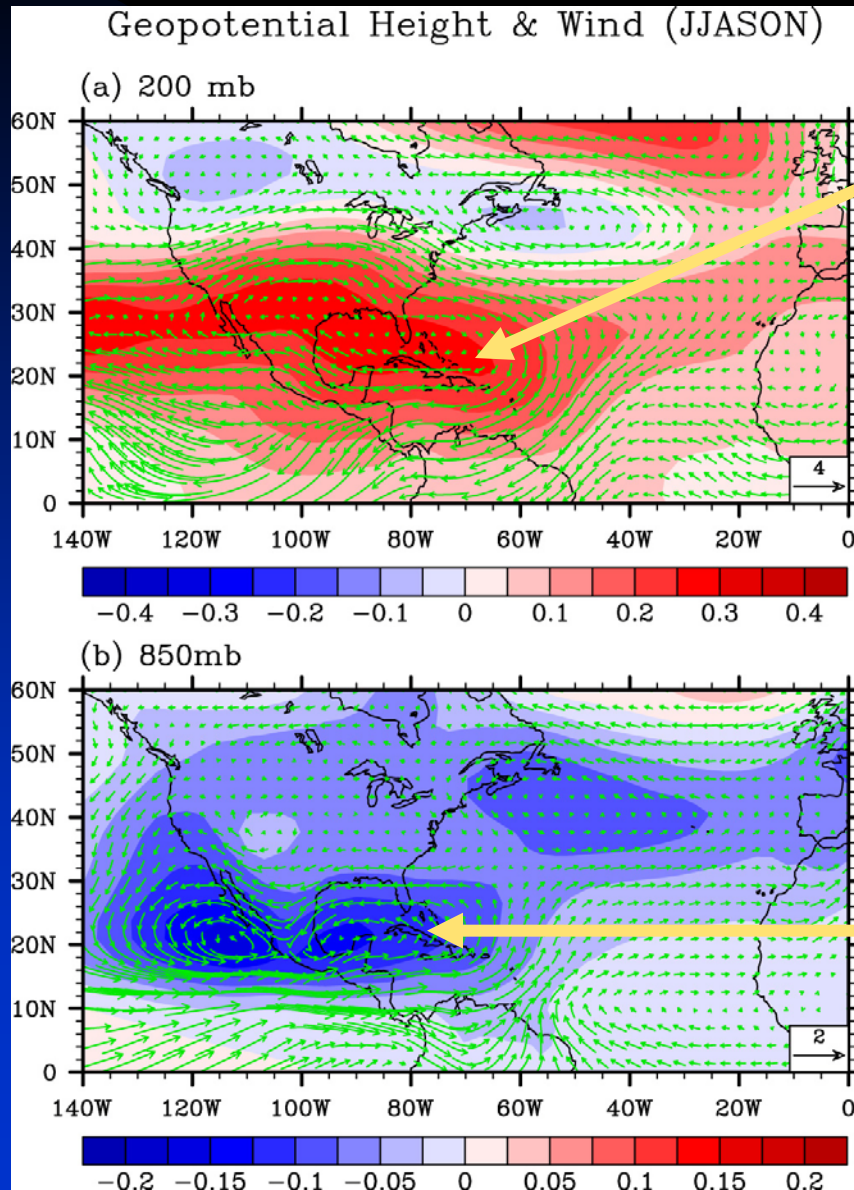 Geopotential Height & Wind (JJASON)
(a) 200 mb
60N
50N
40N
30N
20N
10N
0
4
140W 120W 100W 80W 60W 40W 20W 0
−0.4 −0.3 −0.2 −0.1 0 0.1 0.2 0.3 0.4
(b) 850mb
60N
50N
40N
30N
20N
10N
0
2
140W 120W 100W 80W 60W 40W 20W 0
−0.2 −0.15 −0.1 −0.05 0 0.05 0.1 0.15 0.2